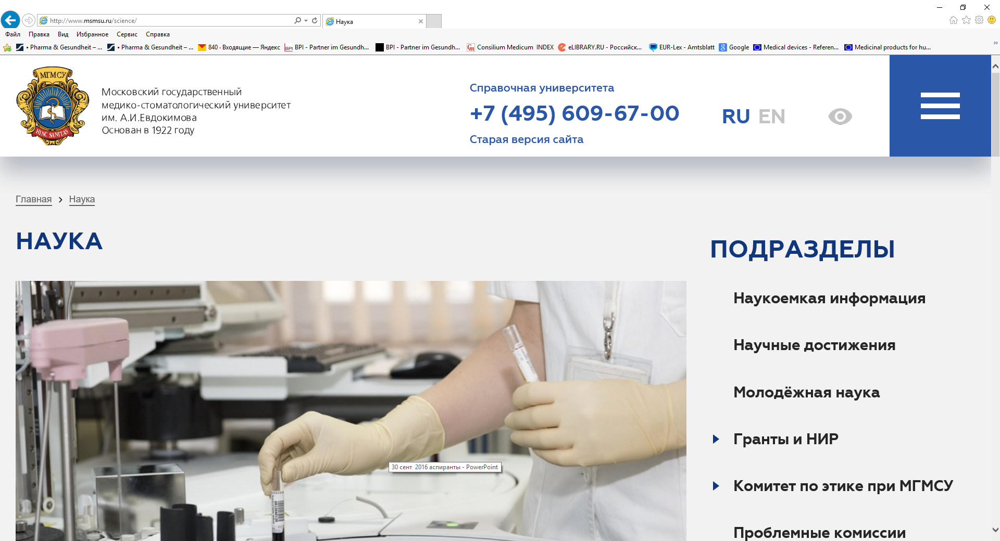 http://www.msmsu.ru/science/
Наука
Файл Правка Вид Избранное Сервис Справка
• Pharma & Gesundheit – ... • Pharma & Gesundheit – ... 840 · Входящие — Яндекс BPI - Partner im Gesundh... BPI - Partner im Gesundh... Consilium Medicum INDEX eLIBRARY.RU - Российск... EUR-Lex - Amtsblatt Google Medical devices - Referen... Medicinal products for hu...
МГМСУ
HINC SANITAS
Московский государственный
медико-стоматологический университет
им. А.И.Евдокимова
Основан в 1922 году
Справочная университета
+7 (495) 609-67-00
Старая версия сайта
RU EN
Главная > Наука
НАУКА
ПОДРАЗДЕЛЫ
Наукоемкая информация
Научные достижения
Молодёжная наука
Гранты и НИР
Комитет по этике при МГМСУ
Проблемные комиссии
30 сент 2016 аспиранты - PowerPoint